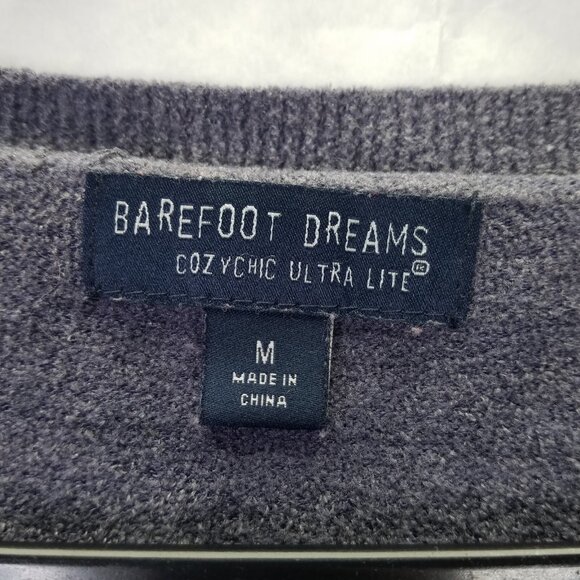 BAREFOOT DREAMS
COZYCHIC ULTRA LITE®
M
MADE IN
CHINA